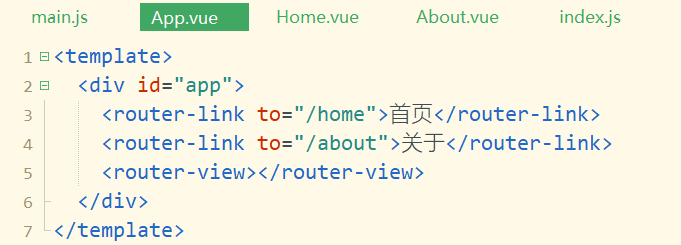 main.js App.vue Home.vue About.vue index.js
1 <template>
2 <div id="app">
3 <router-link to="/home">首页</router-link>
4 <router-link to="/about">关于</router-link>
5 <router-view></router-view>
6 </div>
7 </template>